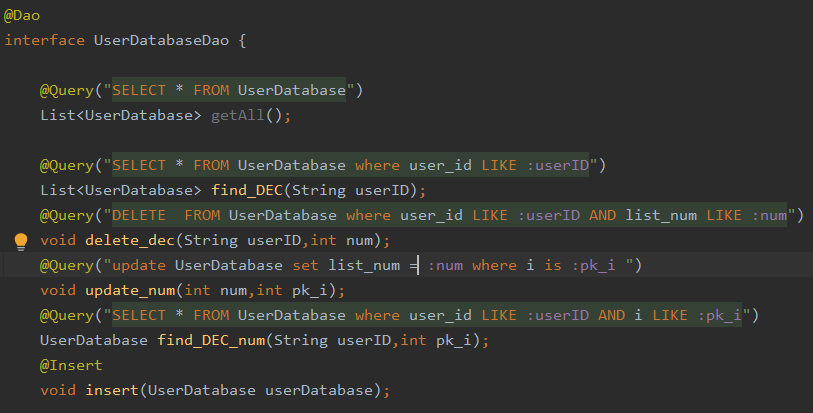 @Dao
interface UserDatabaseDao {
@Query("SELECT * FROM UserDatabase")
List<UserDatabase> getAll();
@Query("SELECT * FROM UserDatabase where user_id LIKE :userID")
List<UserDatabase> find_DEC(String userID);
@Query("DELETE  FROM UserDatabase where user_id LIKE :userID AND list_num LIKE :num")
void delete_dec(String userID,int num);
@Query("update UserDatabase set list_num = :num where i is :pk_i ")
void update_num(int num,int pk_i);
@Query("SELECT * FROM UserDatabase where user_id LIKE :userID AND i LIKE :pk_i")
UserDatabase find_DEC_num(String userID,int pk_i);
@Insert
void insert(UserDatabase userDatabase);